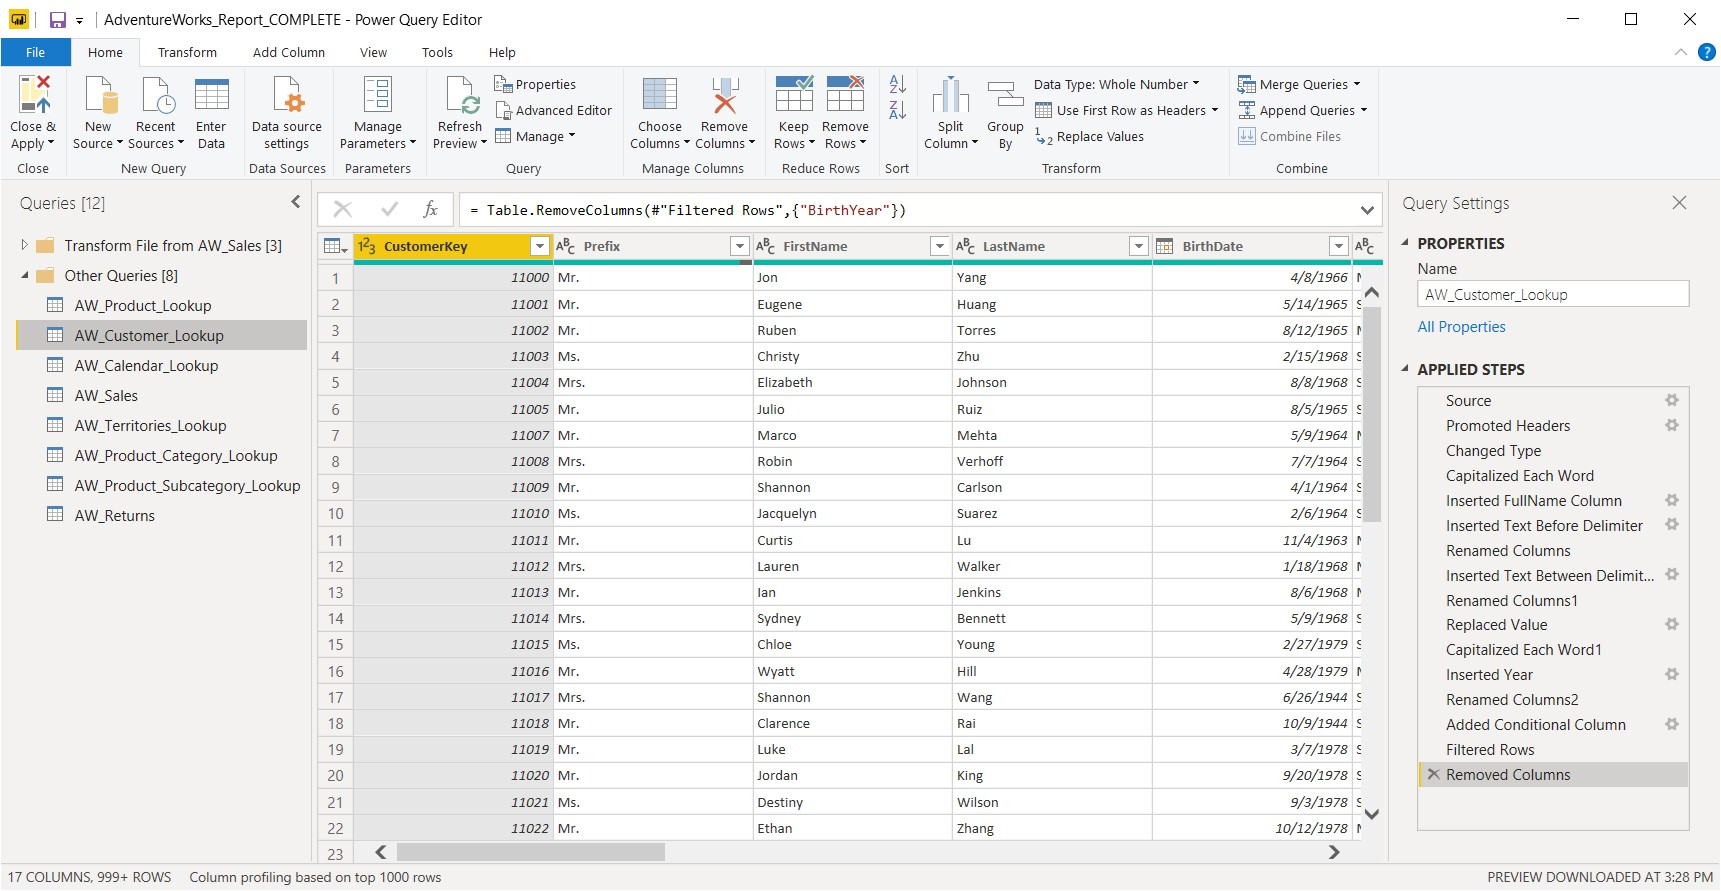 AdventureWorks_Report_COMPLETE - Power Query Editor
File Home Transform Add Column View Tools Help
Close & Apply
Close
New Source
Recent Sources
Enter Data
New Query
Data source settings
Data Sources
Manage Parameters
Parameters
Refresh Preview
Properties
Advanced Editor
Manage
Query
Choose Columns
Remove Columns
Manage Columns
Keep Rows
Remove Rows
Reduce Rows
Sort
Split Column
Group By
Data Type: Whole Number
Use First Row as Headers
Replace Values
Transform
Merge Queries
Append Queries
Combine Files
Combine
Queries [12]
Transform File from AW_Sales [3]
Other Queries [8]
AW_Product_Lookup
AW_Customer_Lookup
AW_Calendar_Lookup
AW_Sales
AW_Territories_Lookup
AW_Product_Category_Lookup
AW_Product_Subcategory_Lookup
AW_Returns
fx = Table.RemoveColumns(#"Filtered Rows",{"BirthYear"})
CustomerKey Prefix FirstName LastName BirthDate
1 11000 Mr. Jon Yang 4/8/1966
2 11001 Mr. Eugene Huang 5/14/1965
3 11002 Mr. Ruben Torres 8/12/1965
4 11003 Ms. Christy Zhu 2/15/1968
5 11004 Mrs. Elizabeth Johnson 8/8/1968
6 11005 Mr. Julio Ruiz 8/5/1965
7 11007 Mr. Marco Mehta 5/9/1964
8 11008 Mrs. Robin Verhoff 7/7/1964
9 11009 Mr. Shannon Carlson 4/1/1964
10 11010 Ms. Jacquelyn Suarez 2/6/1964
11 11011 Mr. Curtis Lu 11/4/1963
12 11012 Mrs. Lauren Walker 1/18/1968
13 11013 Mr. Ian Jenkins 8/6/1968
14 11014 Mrs. Sydney Bennett 5/9/1968
15 11015 Ms. Chloe Young 2/27/1979
16 11016 Mr. Wyatt Hill 4/28/1979
17 11017 Mrs. Shannon Wang 6/26/1944
18 11018 Mr. Clarence Rai 10/9/1944
19 11019 Mr. Luke Lal 3/7/1978
20 11020 Mr. Jordan King 9/20/1978
21 11021 Ms. Destiny Wilson 9/3/1978
22 11022 Mr. Ethan Zhang 10/12/1978
23
Query Settings
PROPERTIES
Name
AW_Customer_Lookup
All Properties
APPLIED STEPS
Source
Promoted Headers
Changed Type
Capitalized Each Word
Inserted FullName Column
Inserted Text Before Delimiter
Renamed Columns
Inserted Text Between Delimit...
Renamed Columns1
Replaced Value
Capitalized Each Word1
Inserted Year
Renamed Columns2
Added Conditional Column
Filtered Rows
Removed Columns
17 COLUMNS, 999+ ROWS Column profiling based on top 1000 rows
PREVIEW DOWNLOADED AT 3:28 PM